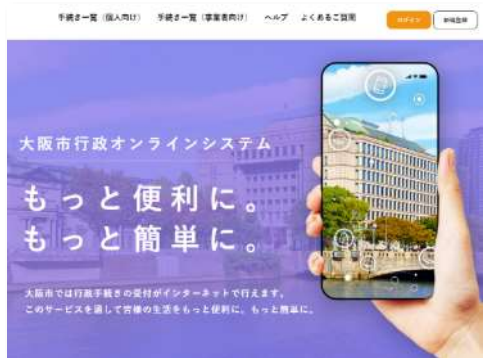 手続き一覧（個人向け） 手続き一覧（事業者向け） ヘルプ よくあるご質問 ログイン 新規登録
大阪市行政オンラインシステム
もっと便利に。
もっと簡単に。
大阪市では行政手続きの受付がインターネットで行えます。
このサービスを通して皆様の生活をもっと便利に、もっと簡単に。